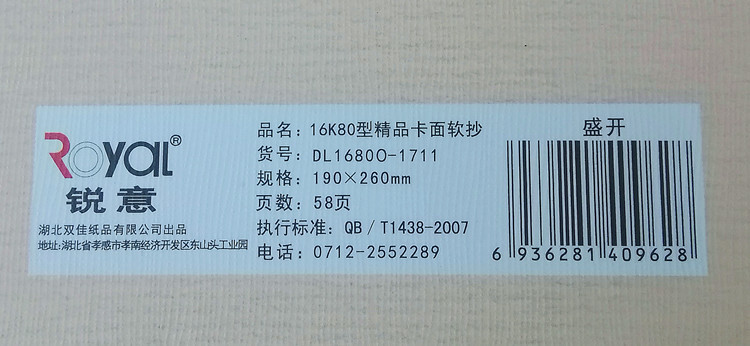 Royal®
锐意
湖北双佳纸品有限公司出品
地址:湖北省孝感市孝南经济开发区东山头工业园
品名：16K80型精品卡面软抄
货号：DL16800-1711
规格：190×260mm
页数：58页
执行标准：QB／T1438-2007
电话：0712-2552289
盛开
6 936281 409628